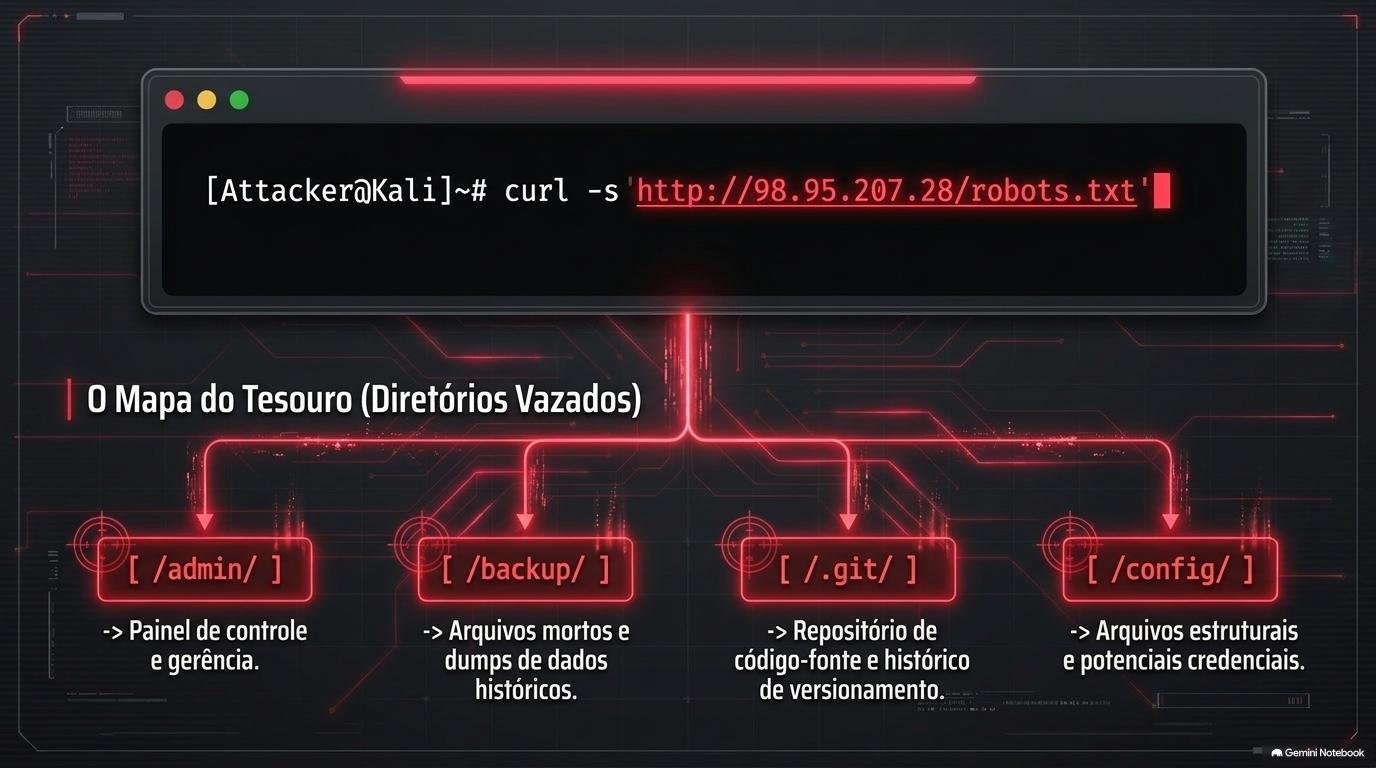 [Attacker@Kali]~# curl -s 'http://98.95.207.28/robots.txt'
O Mapa do Tesouro (Diretórios Vazados)
[ /admin/ ]
-> Painel de controle
e gerência.
[ /backup/ ]
-> Arquivos mortos e
dumps de dados
históricos.
[ /.git/ ]
-> Repositório de
código-fonte e histórico
de versionamento.
[ /config/ ]
-> Arquivos estruturais
e potenciais credenciais.
Gemini Notebook